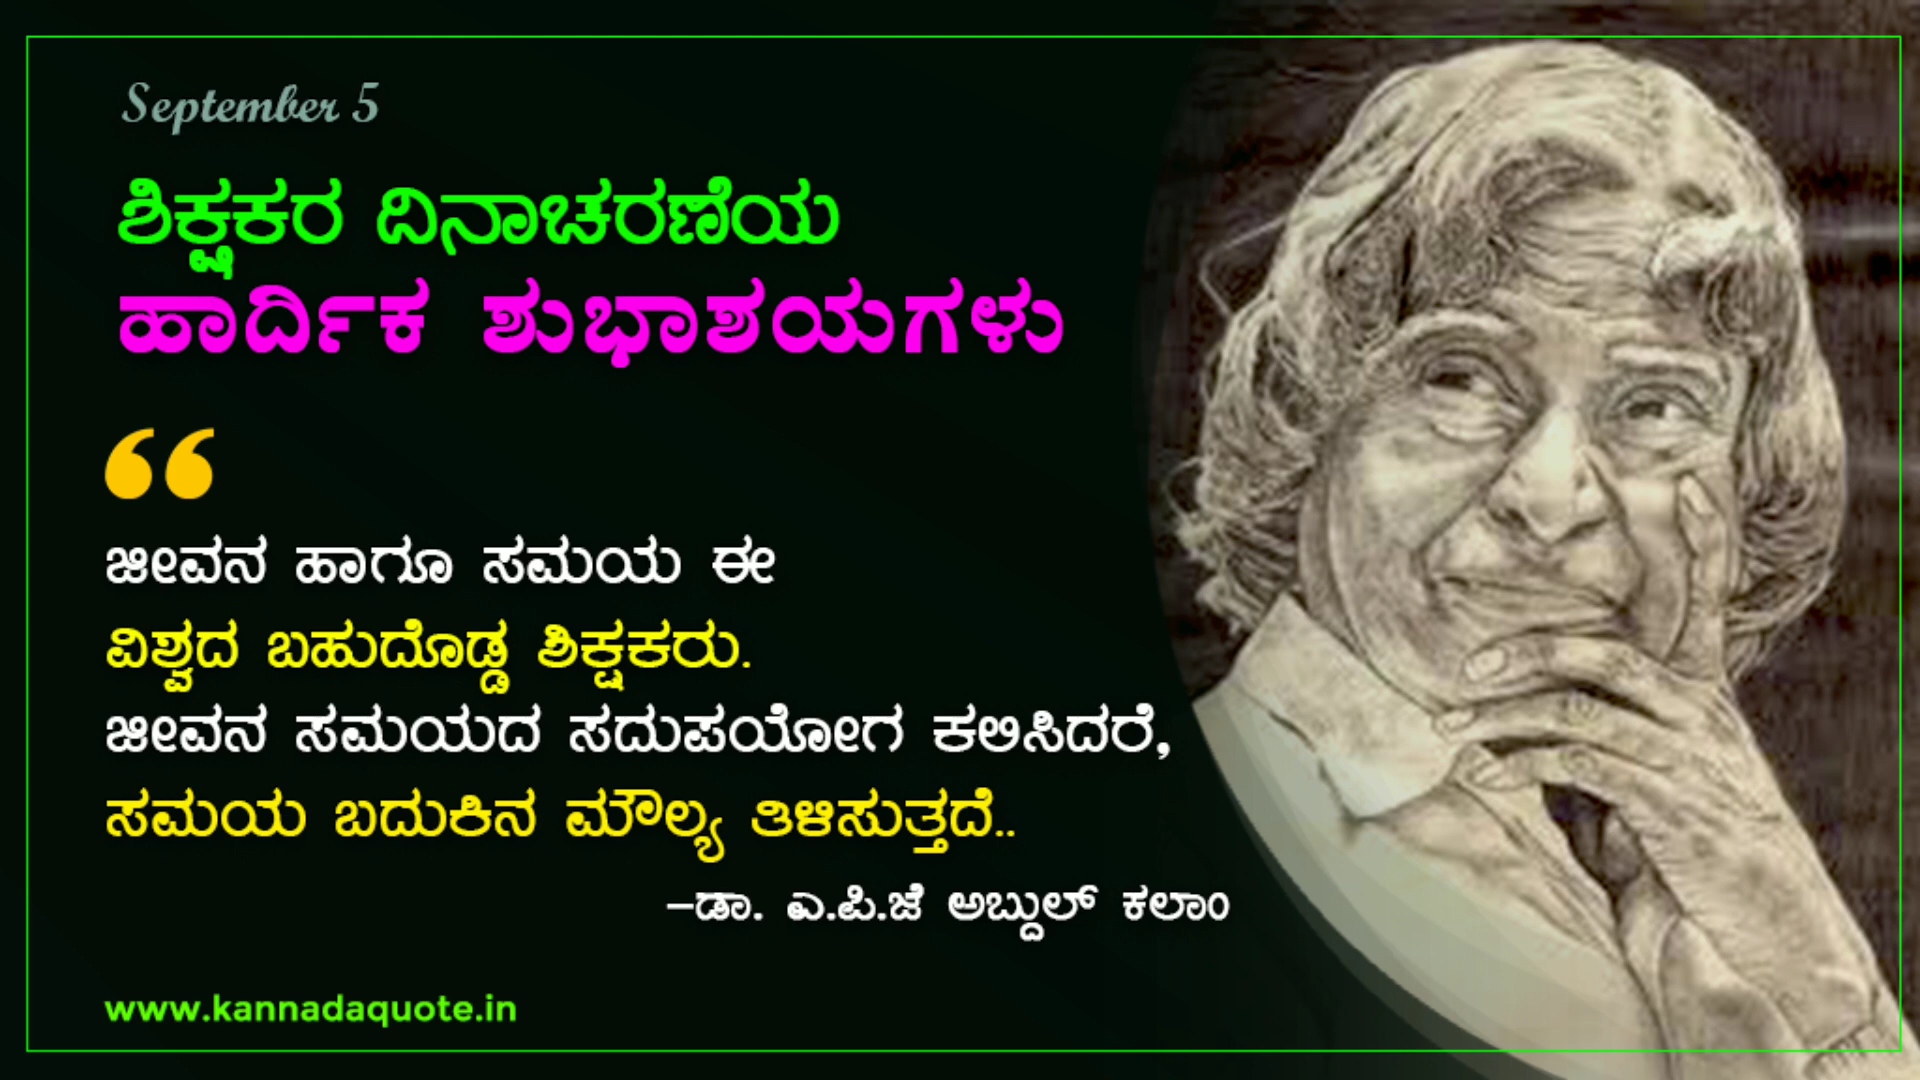 September 5
ಶಿಕ್ಷಕರ ದಿನಾಚರಣೆಯ
ಹಾರ್ದಿಕ ಶುಭಾಶಯಗಳು
“
ಜೀವನ ಹಾಗೂ ಸಮಯ ಈ
ವಿಶ್ವದ ಬಹುದೊಡ್ಡ ಶಿಕ್ಷಕರು.
ಜೀವನ ಸಮಯದ ಸದುಪಯೋಗ ಕಲಿಸಿದರೆ,
ಸಮಯ ಬದುಕಿನ ಮೌಲ್ಯ ತಿಳಿಸುತ್ತದೆ..
–ಡಾ. ಎ.ಪಿ.ಜೆ ಅಬ್ದುಲ್ ಕಲಾಂ
www.kannadaquote.in